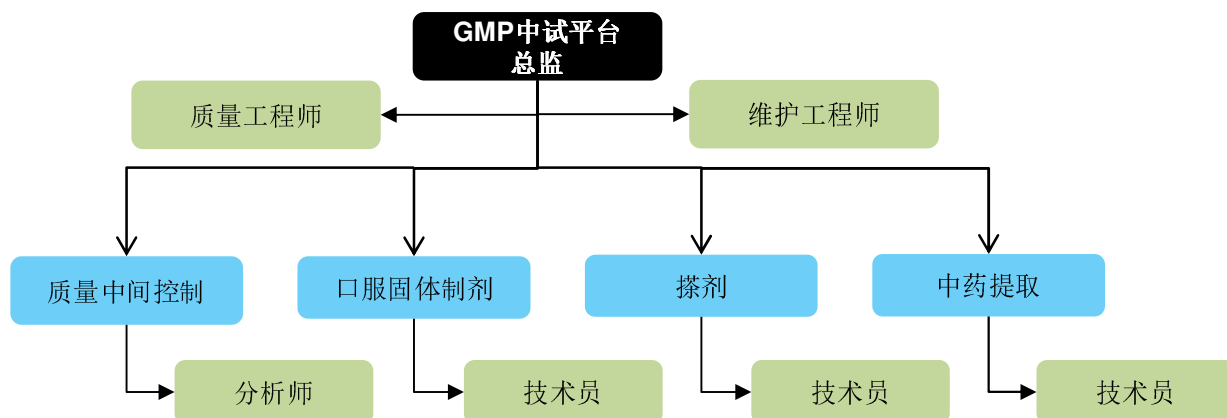 GMP中试平台
总监
质量工程师
维护工程师
质量中间控制
口服固体制剂
搽剂
中药提取
分析师
技术员
技术员
技术员